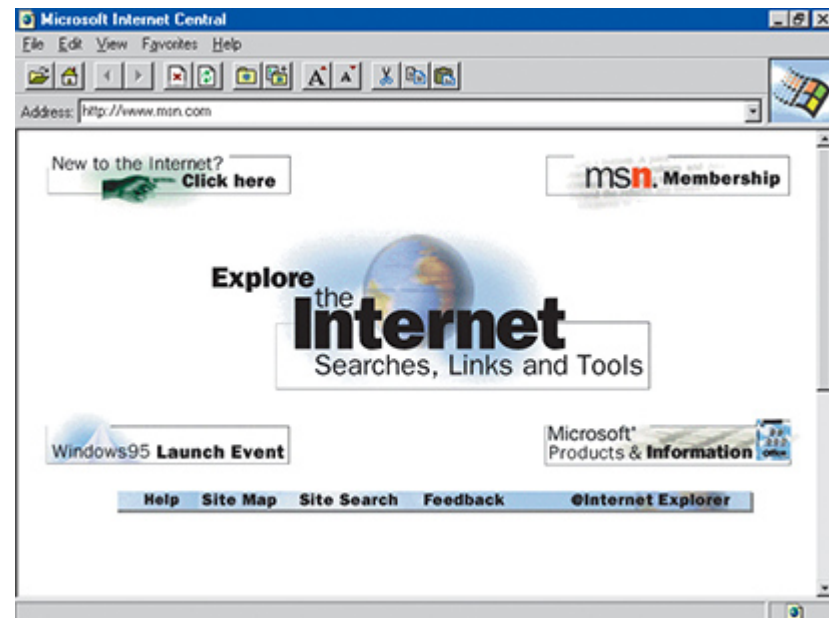 Microsoft Internet Central
File Edit View Favorites Help
A A
Address: http://www.msn.com
New to the Internet?
Click here
msn. Membership
Explore
the
Internet
Searches, Links and Tools
Windows95 Launch Event
Microsoft
Products & Information
Office
Help Site Map Site Search Feedback @Internet Explorer